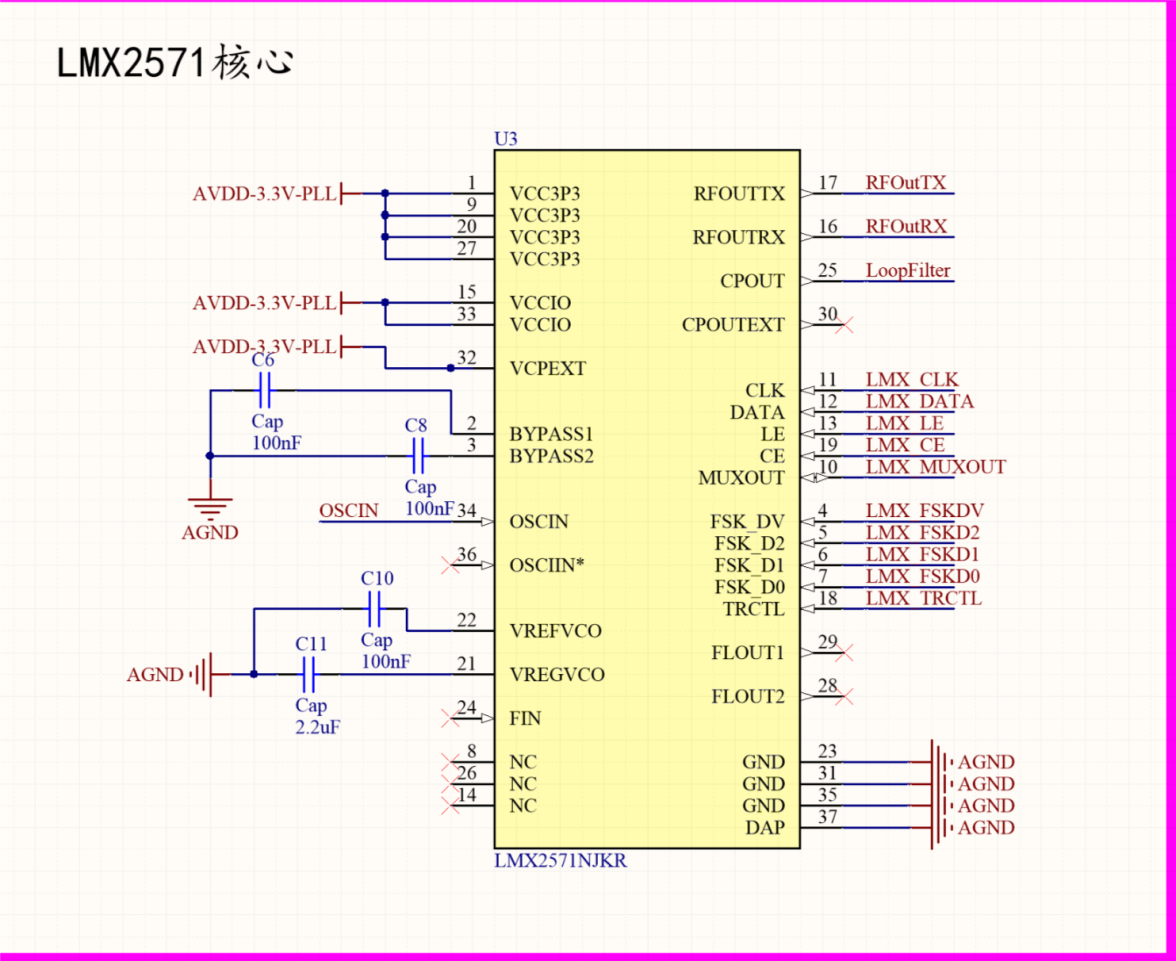 LMX2571核心
U3
AVDD-3.3V-PLL
1 VCC3P3
9 VCC3P3
20 VCC3P3
27 VCC3P3
AVDD-3.3V-PLL
15 VCCIO
33 VCCIO
AVDD-3.3V-PLL
32 VCPEXT
C6
Cap
100nF
2 BYPASS1
C8
3 BYPASS2
Cap
100nF
AGND
OSCIN
34 OSCIN
36 OSCIIN*
C10
Cap
100nF
22 VREFVCO
AGND
C11
Cap
2.2uF
21 VREGVCO
24 FIN
8 NC
26 NC
14 NC
RFOUTTX 17 RFOutTX
RFOUTRX 16 RFOutRX
CPOUT 25 LoopFilter
CPOUTEXT 30
CLK 11 LMX_CLK
DATA 12 LMX_DATA
LE 13 LMX_LE
CE 19 LMX_CE
MUXOUT 10 LMX_MUXOUT
FSK_DV 4 LMX_FSKDV
FSK_D2 5 LMX_FSKD2
FSK_D1 6 LMX_FSKD1
FSK_D0 7 LMX_FSKD0
TRCTL 18 LMX_TRCTL
FLOUT1 29
FLOUT2 28
GND 23 AGND
GND 31 AGND
GND 35 AGND
DAP 37 AGND
LMX2571NJKR